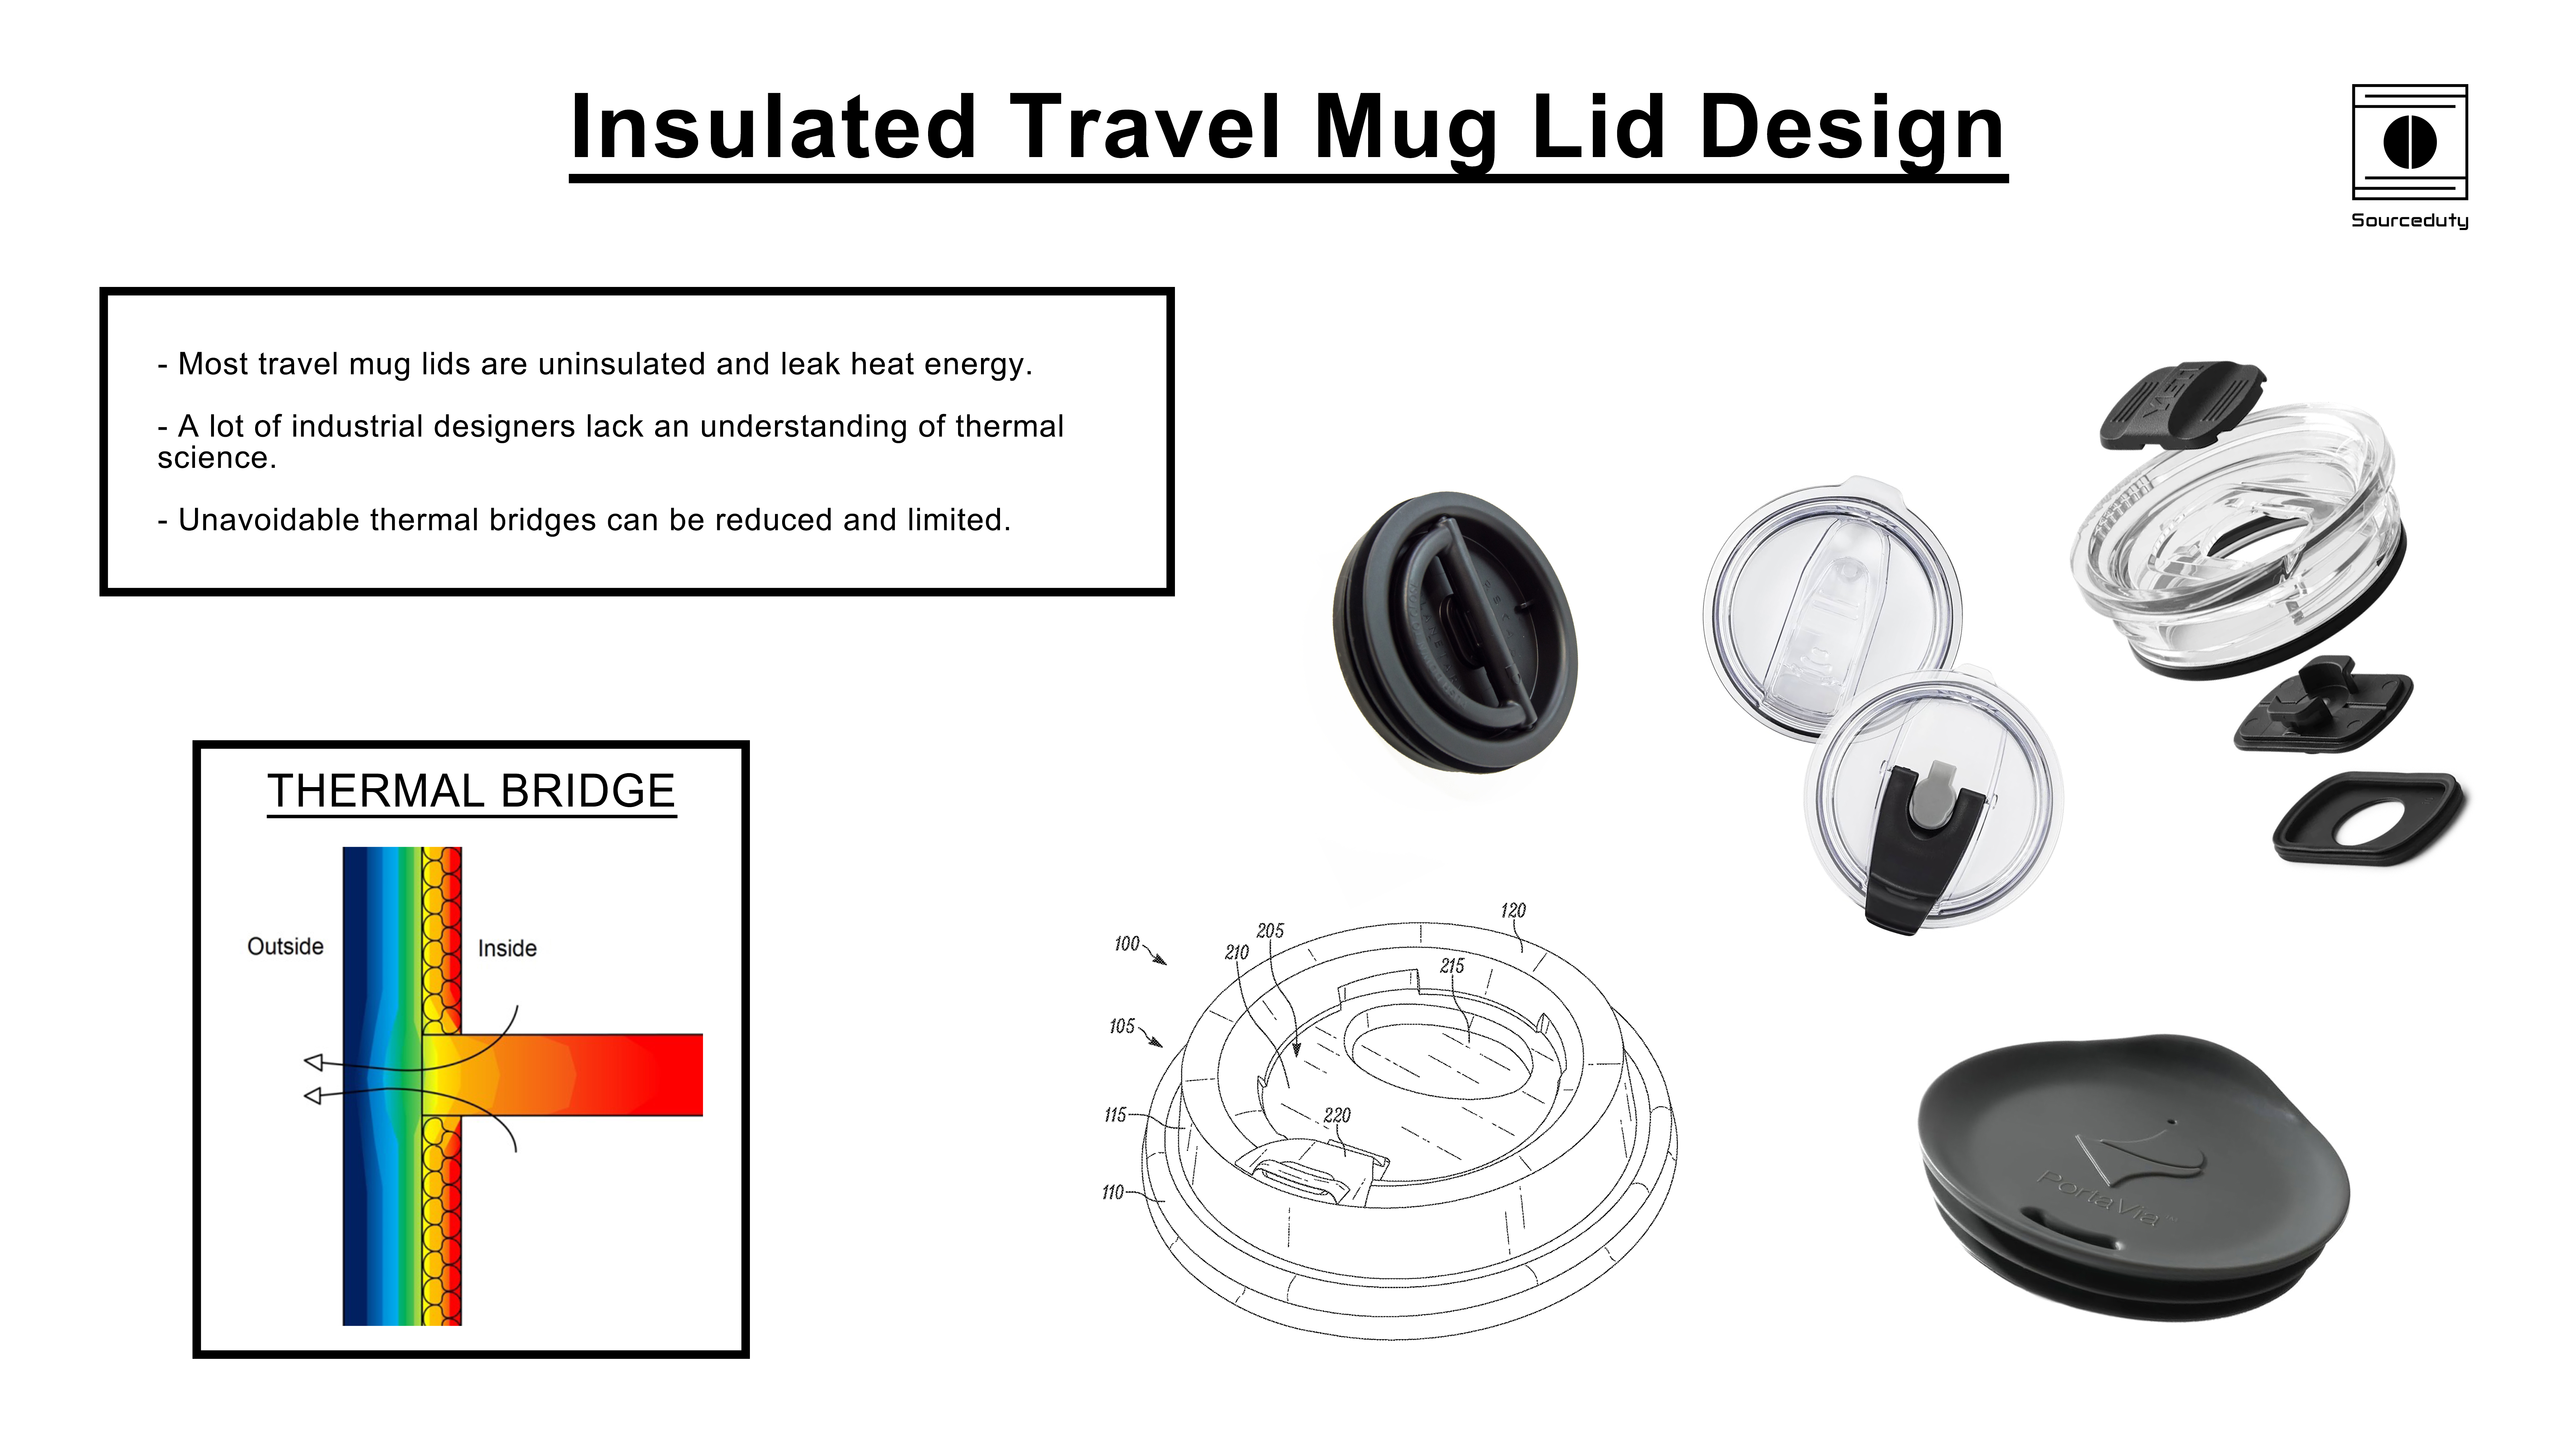 Insulated Travel Mug Lid Design
Sourceduty
- Most travel mug lids are uninsulated and leak heat energy.
- A lot of industrial designers lack an understanding of thermal
science.
- Unavoidable thermal bridges can be reduced and limited.
THERMAL BRIDGE
Outside
Inside
YETI
100
205
210
120
215
105
115
220
110
PortaVia